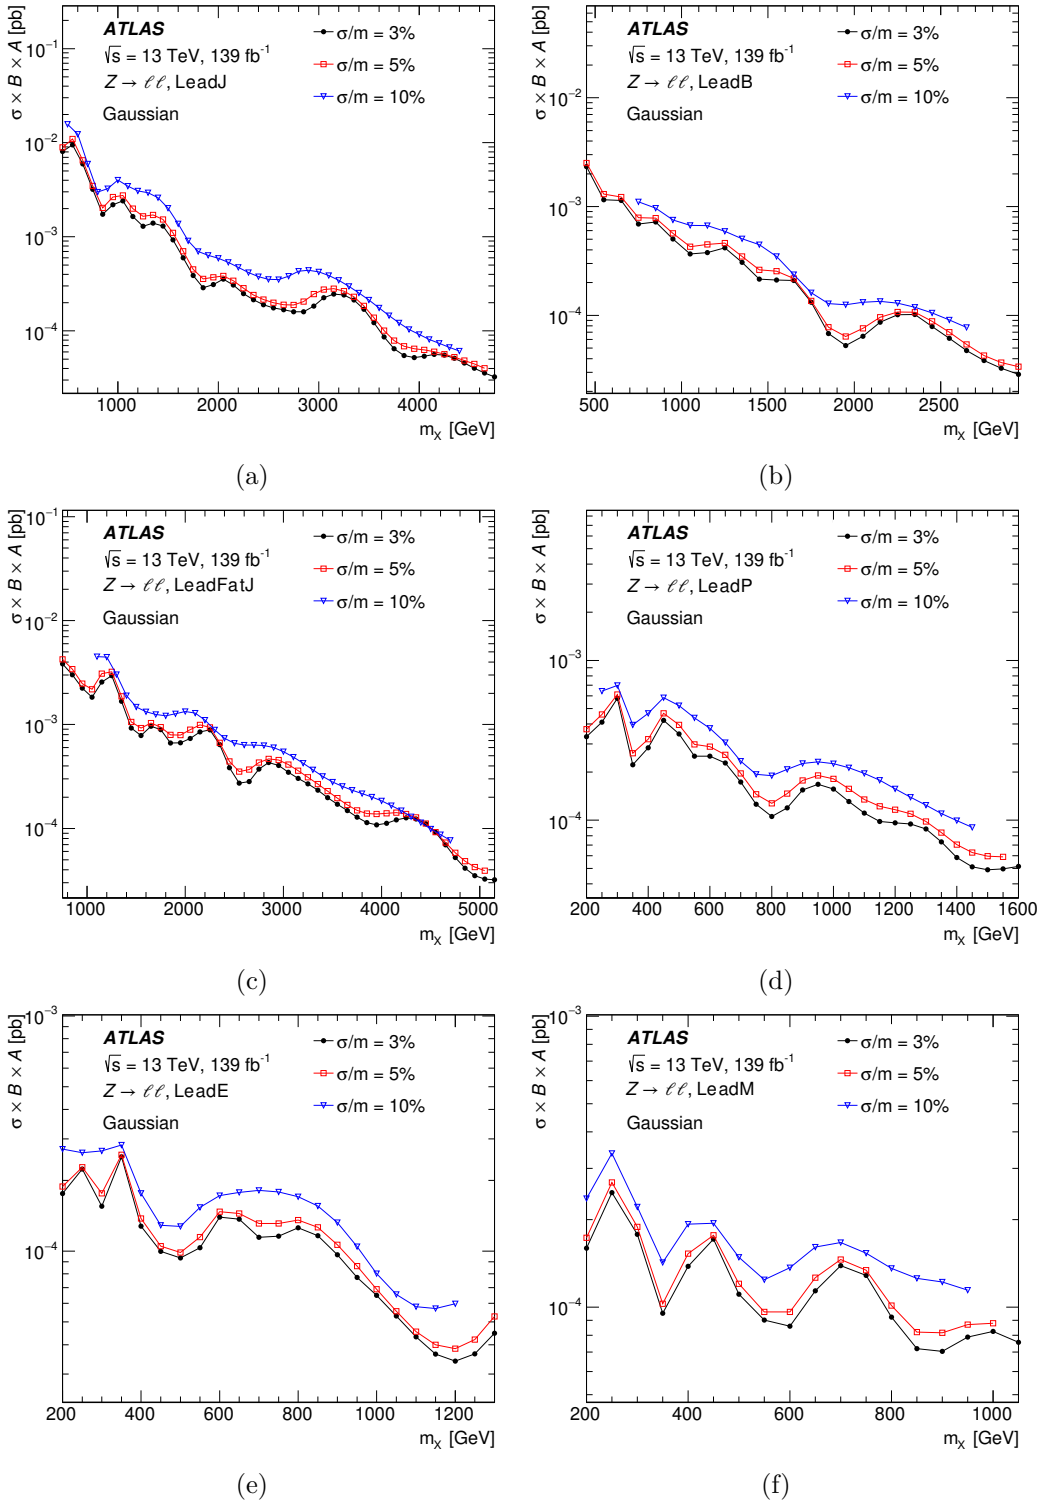 ATLAS
√s = 13 TeV, 139 fb⁻¹
Z → ℓℓ, LeadJ
Gaussian
σ/m = 3%
σ/m = 5%
σ/m = 10%
σ × B × A [pb]
10⁻¹
10⁻²
10⁻³
10⁻⁴
1000 2000 3000 4000
m_X [GeV]
(a)
ATLAS
√s = 13 TeV, 139 fb⁻¹
Z → ℓℓ, LeadB
Gaussian
σ/m = 3%
σ/m = 5%
σ/m = 10%
σ × B × A [pb]
10⁻²
10⁻³
10⁻⁴
500 1000 1500 2000 2500
m_X [GeV]
(b)
ATLAS
√s = 13 TeV, 139 fb⁻¹
Z → ℓℓ, LeadFatJ
Gaussian
σ/m = 3%
σ/m = 5%
σ/m = 10%
σ × B × A [pb]
10⁻¹
10⁻²
10⁻³
10⁻⁴
1000 2000 3000 4000 5000
m_X [GeV]
(c)
ATLAS
√s = 13 TeV, 139 fb⁻¹
Z → ℓℓ, LeadP
Gaussian
σ/m = 3%
σ/m = 5%
σ/m = 10%
σ × B × A [pb]
10⁻³
10⁻⁴
200 400 600 800 1000 1200 1400 1600
m_X [GeV]
(d)
ATLAS
√s = 13 TeV, 139 fb⁻¹
Z → ℓℓ, LeadE
Gaussian
σ/m = 3%
σ/m = 5%
σ/m = 10%
σ × B × A [pb]
10⁻³
10⁻⁴
200 400 600 800 1000 1200
m_X [GeV]
(e)
ATLAS
√s = 13 TeV, 139 fb⁻¹
Z → ℓℓ, LeadM
Gaussian
σ/m = 3%
σ/m = 5%
σ/m = 10%
σ × B × A [pb]
10⁻³
10⁻⁴
200 400 600 800 1000
m_X [GeV]
(f)